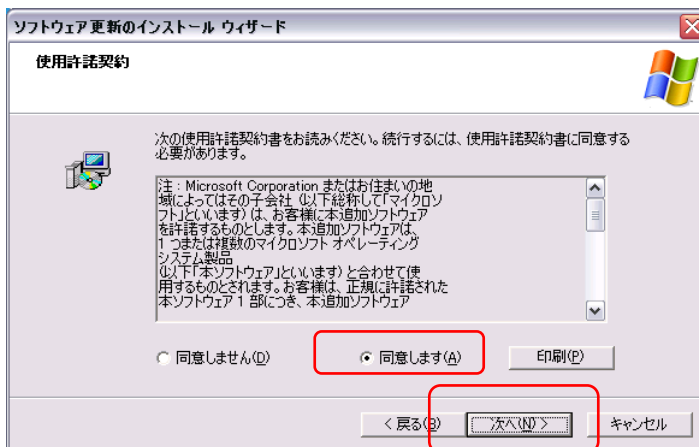 ソフトウェア更新のインストール ウィザード
使用許諾契約
次の使用許諾契約書をお読みください。続行するには、使用許諾契約書に同意する
必要があります。
注 : Microsoft Corporation またはお住まいの地
域によってはその子会社 (以下総称して「マイクロソ
フト」といいます) は、お客様に本追加ソフトウェア
を許諾するものとします。本追加ソフトウェアは、
1 つまたは複数のマイクロソフト オペレーティング
システム製品
(以下「本ソフトウェア」といいます) と合わせて使
用するものとされます。お客様は、正規に許諾された
本ソフトウェア 1 部につき、本追加ソフトウェア
同意しません(D) 同意します(A) 印刷(P)
< 戻る(B) 次へ(N) > キャンセル